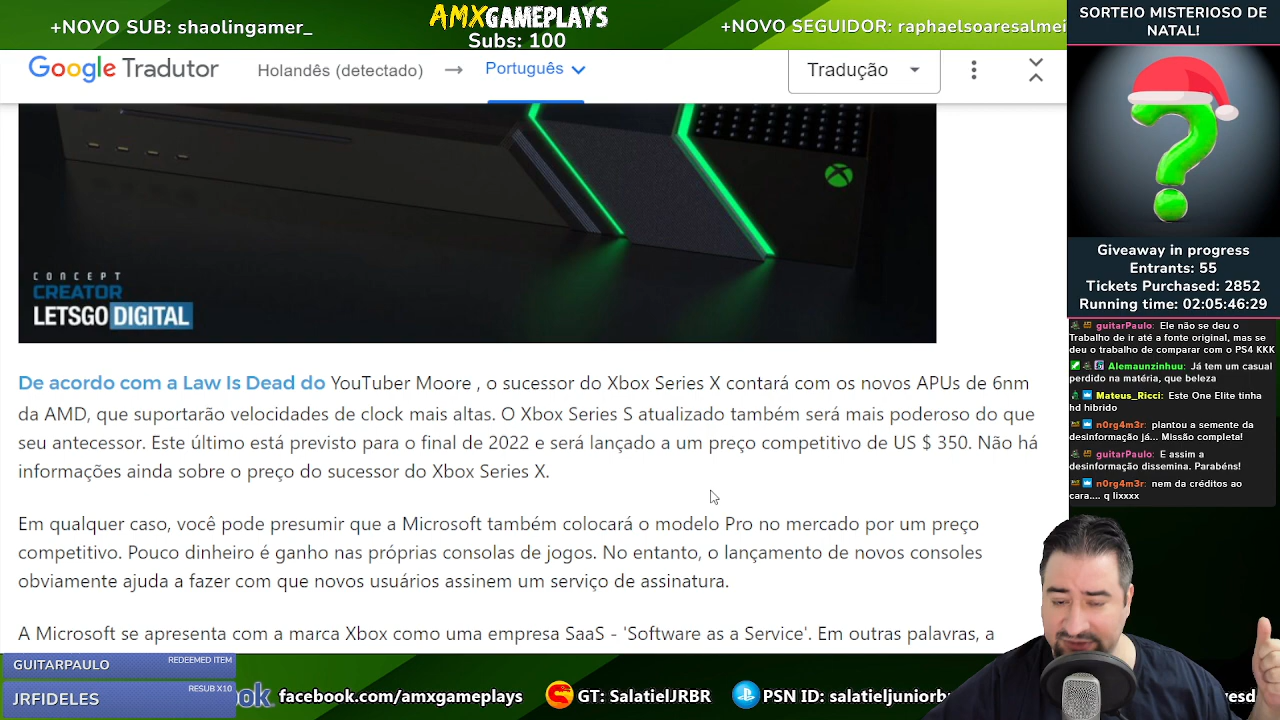 +NOVO SUB: shaolingamer_
AMXGAMEPLAYS
Subs: 100
+NOVO SEGUIDOR: raphaelsoaresalmei
SORTEIO MISTERIOSO DE
NATAL!
Google Tradutor
Holandês (detectado) → Português
Tradução
CONCEPT
CREATOR
LETSGO DIGITAL
De acordo com a Law Is Dead do YouTuber Moore , o sucessor do Xbox Series X contará com os novos APUs de 6nm
da AMD, que suportarão velocidades de clock mais altas. O Xbox Series S atualizado também será mais poderoso do que
seu antecessor. Este último está previsto para o final de 2022 e será lançado a um preço competitivo de US $ 350. Não há
informações ainda sobre o preço do sucessor do Xbox Series X.
Em qualquer caso, você pode presumir que a Microsoft também colocará o modelo Pro no mercado por um preço
competitivo. Pouco dinheiro é ganho nas próprias consolas de jogos. No entanto, o lançamento de novos consoles
obviamente ajuda a fazer com que novos usuários assinem um serviço de assinatura.
A Microsoft se apresenta com a marca Xbox como uma empresa SaaS - 'Software as a Service'. Em outras palavras, a
Giveaway in progress
Entrants: 55
Tickets Purchased: 2852
Running time: 02:05:46:29
guitarPaulo: Ele não se deu o
Trabalho de ir até a fonte original, mas se
deu o trabalho de comparar com o PS4 KKK
Alemaunzinhuu: Já tem um casual
perdido na matéria, que beleza
Mateus_Ricci: Este One Elite tinha
hd hibrido
n0rg4m3r: plantou a semente da
desinformação já... Missão completa!
guitarPaulo: E assim a
desinformação dissemina. Parabéns!
n0rg4m3r: nem da créditos ao
cara.... q lixxxx
GUITARPAULO REDEEMED ITEM
JRFIDELES RESUB X10
ok facebook.com/amxgameplays
GT: SalatielJRBR
PSN ID: salatieljuniorb
esd